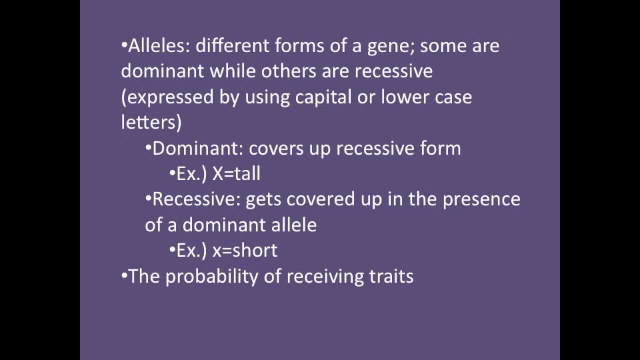 •Alleles: different forms of a gene; some are
dominant while others are recessive
(expressed by using capital or lower case
letters)
•Dominant: covers up recessive form
•Ex.) X=tall
•Recessive: gets covered up in the presence
of a dominant allele
•Ex.) x=short
•The probability of receiving traits